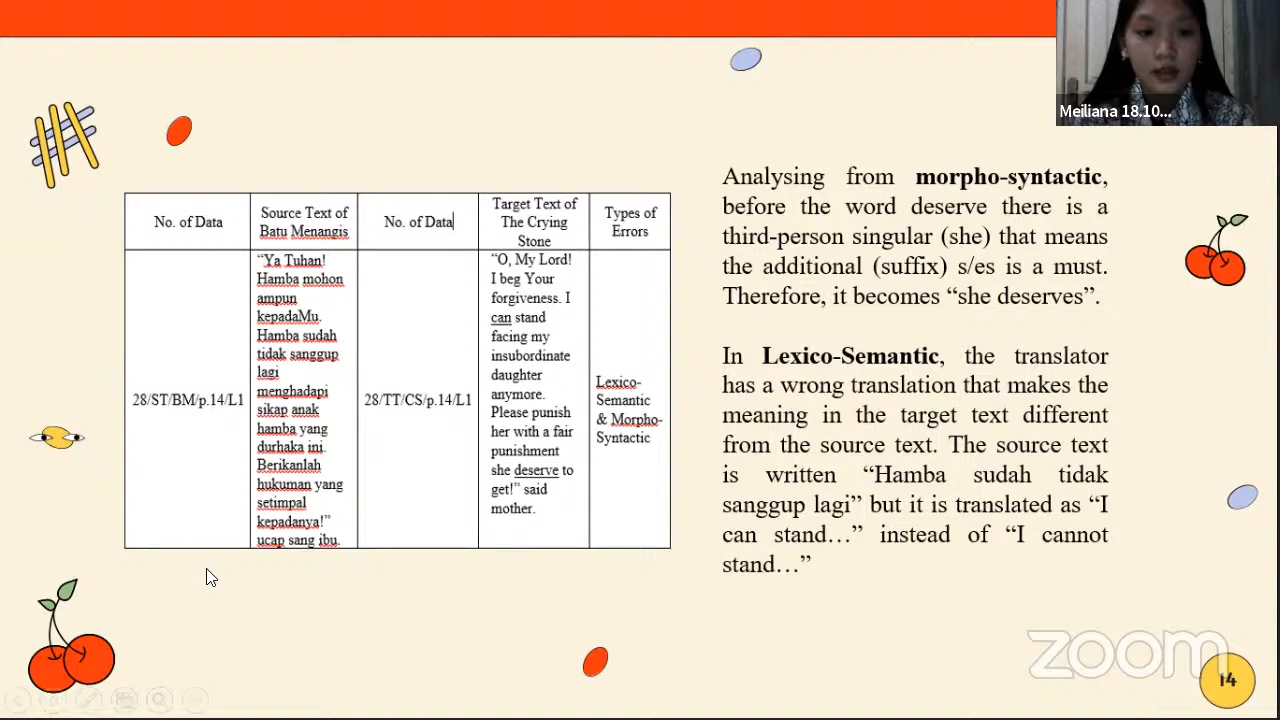 Meiliana 18.10...
No. of Data
Source Text of
Batu Menangis
No. of Data
Target Text of
The Crying
Stone
Types of
Errors
28/ST/BM/p.14/L1
“Ya Tuhan!
Hamba mohon
ampun
kepadaMu.
Hamba sudah
tidak sanggup
lagi
menghadapi
sikap anak
hamba yang
durhaka ini.
Berikanlah
hukuman yang
setimpal
kepadanya!”
ucap sang ibu.
28/TT/CS/p.14/L1
“O, My Lord!
I beg Your
forgiveness. I
can stand
facing my
insubordinate
daughter
anymore.
Please punish
her with a fair
punishment
she deserve to
get!” said
mother.
Lexico-
Semantic
& Morpho-
Syntactic
Analysing from morpho-syntactic,
before the word deserve there is a
third-person singular (she) that means
the additional (suffix) s/es is a must.
Therefore, it becomes “she deserves”.
In Lexico-Semantic, the translator
has a wrong translation that makes the
meaning in the target text different
from the source text. The source text
is written “Hamba sudah tidak
sanggup lagi” but it is translated as “I
can stand…” instead of “I cannot
stand…”
zoom
14